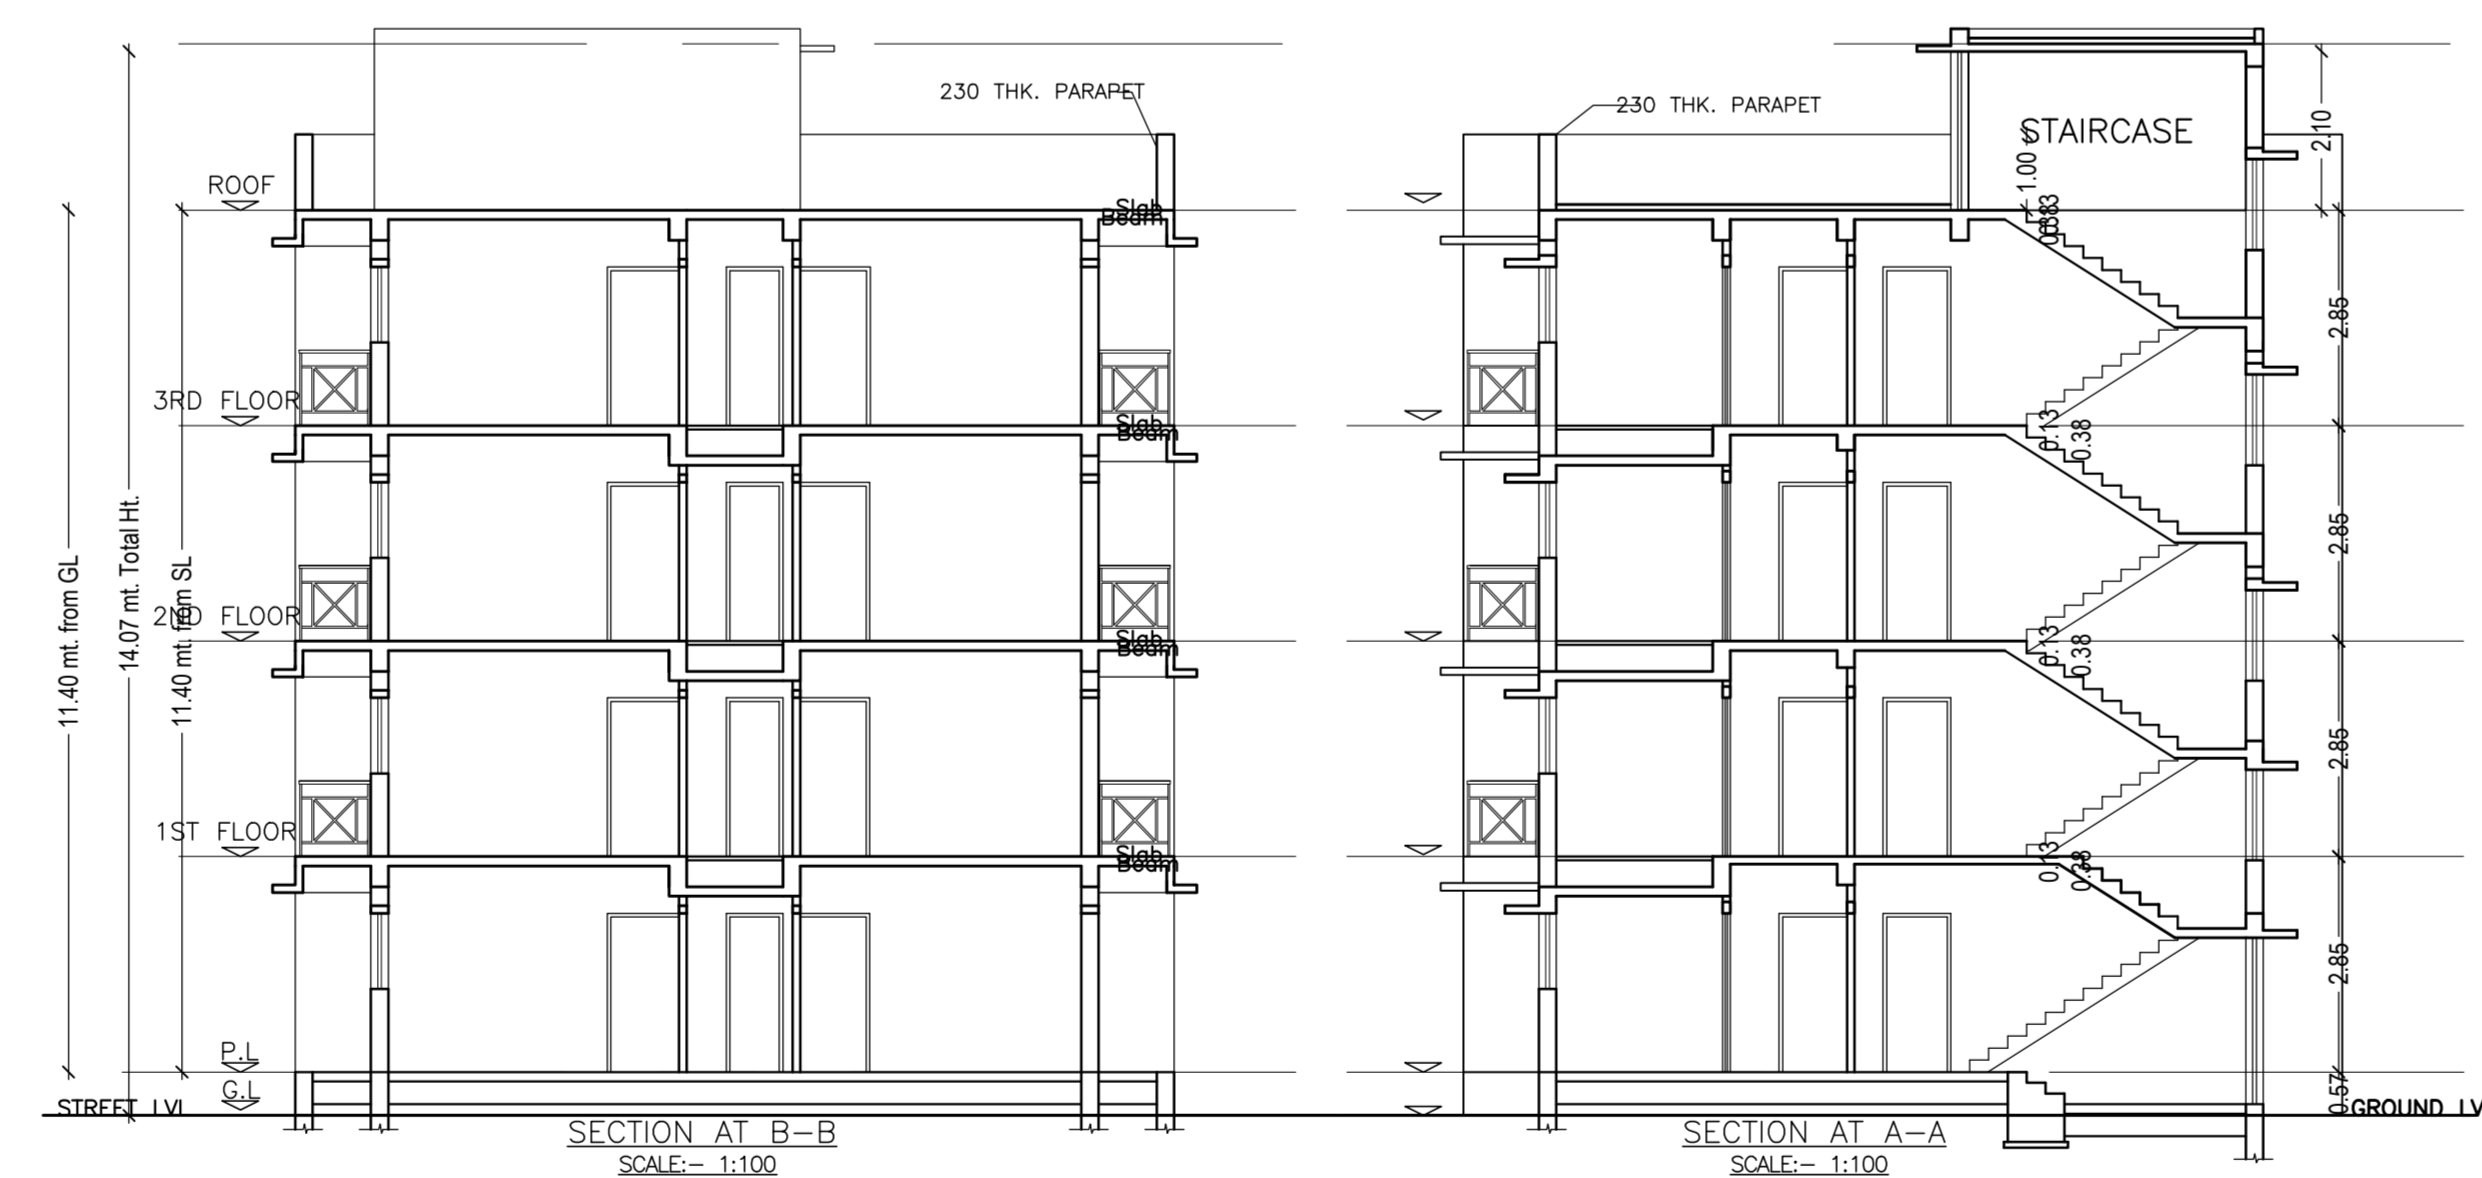 230 THK. PARAPET
230 THK. PARAPET
STAIRCASE
2.10
1.00
ROOF
Slab
Beam
2.85
3RD FLOOR
Slab
Beam
0.13
0.38
11.40 mt. from GL
14.07 mt. Total Ht.
11.40 mt. from SL
2.85
2ND FLOOR
Slab
Beam
0.13
0.38
2.85
1ST FLOOR
Slab
Beam
0.13
0.38
2.85
P.L
G.L
0.57
STREET LVL
GROUND LV
SECTION AT B-B
SCALE:- 1:100
SECTION AT A-A
SCALE:- 1:100